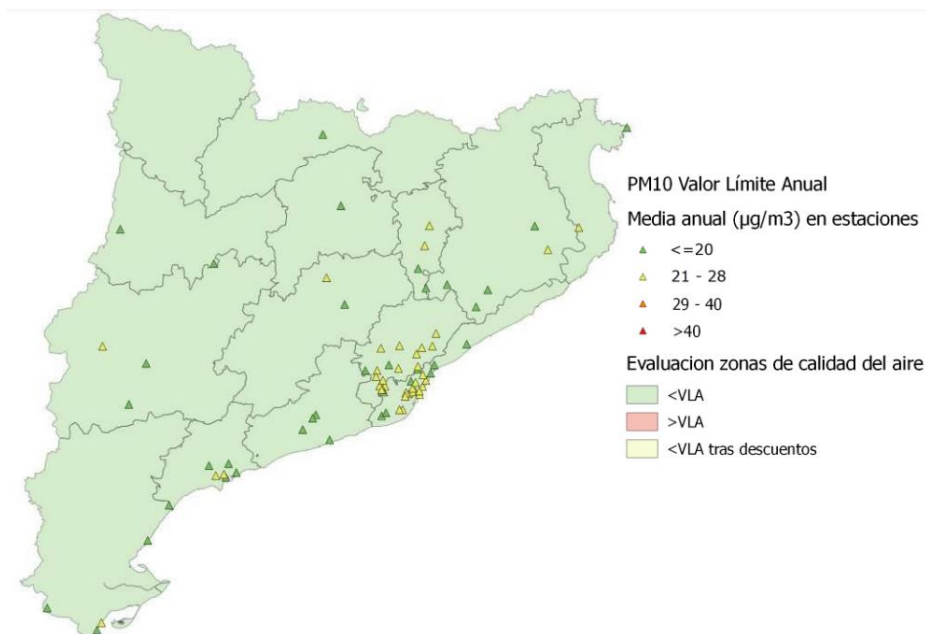 PM10 Valor Límite Anual
Media anual (µg/m3) en estaciones
<=20
21 - 28
29 - 40
>40
Evaluacion zonas de calidad del aire
<VLA
>VLA
<VLA tras descuentos